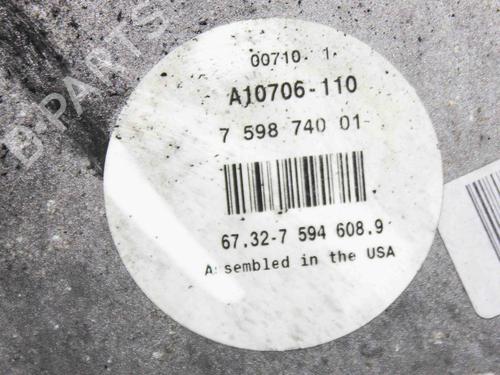 B-PARTS
00710. 1
A10706-110
7 598 740 01
67.32-7 594 608.9
Assembled in the USA